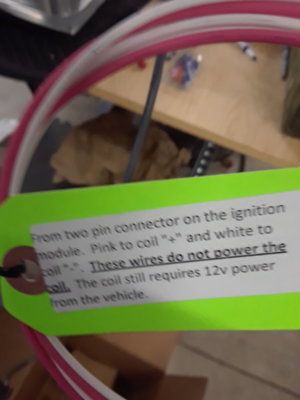 From two pin connector on the ignition
module. Pink to coil "+" and white to
coil "-". These wires do not power the
coil. The coil still requires 12v power
from the vehicle.